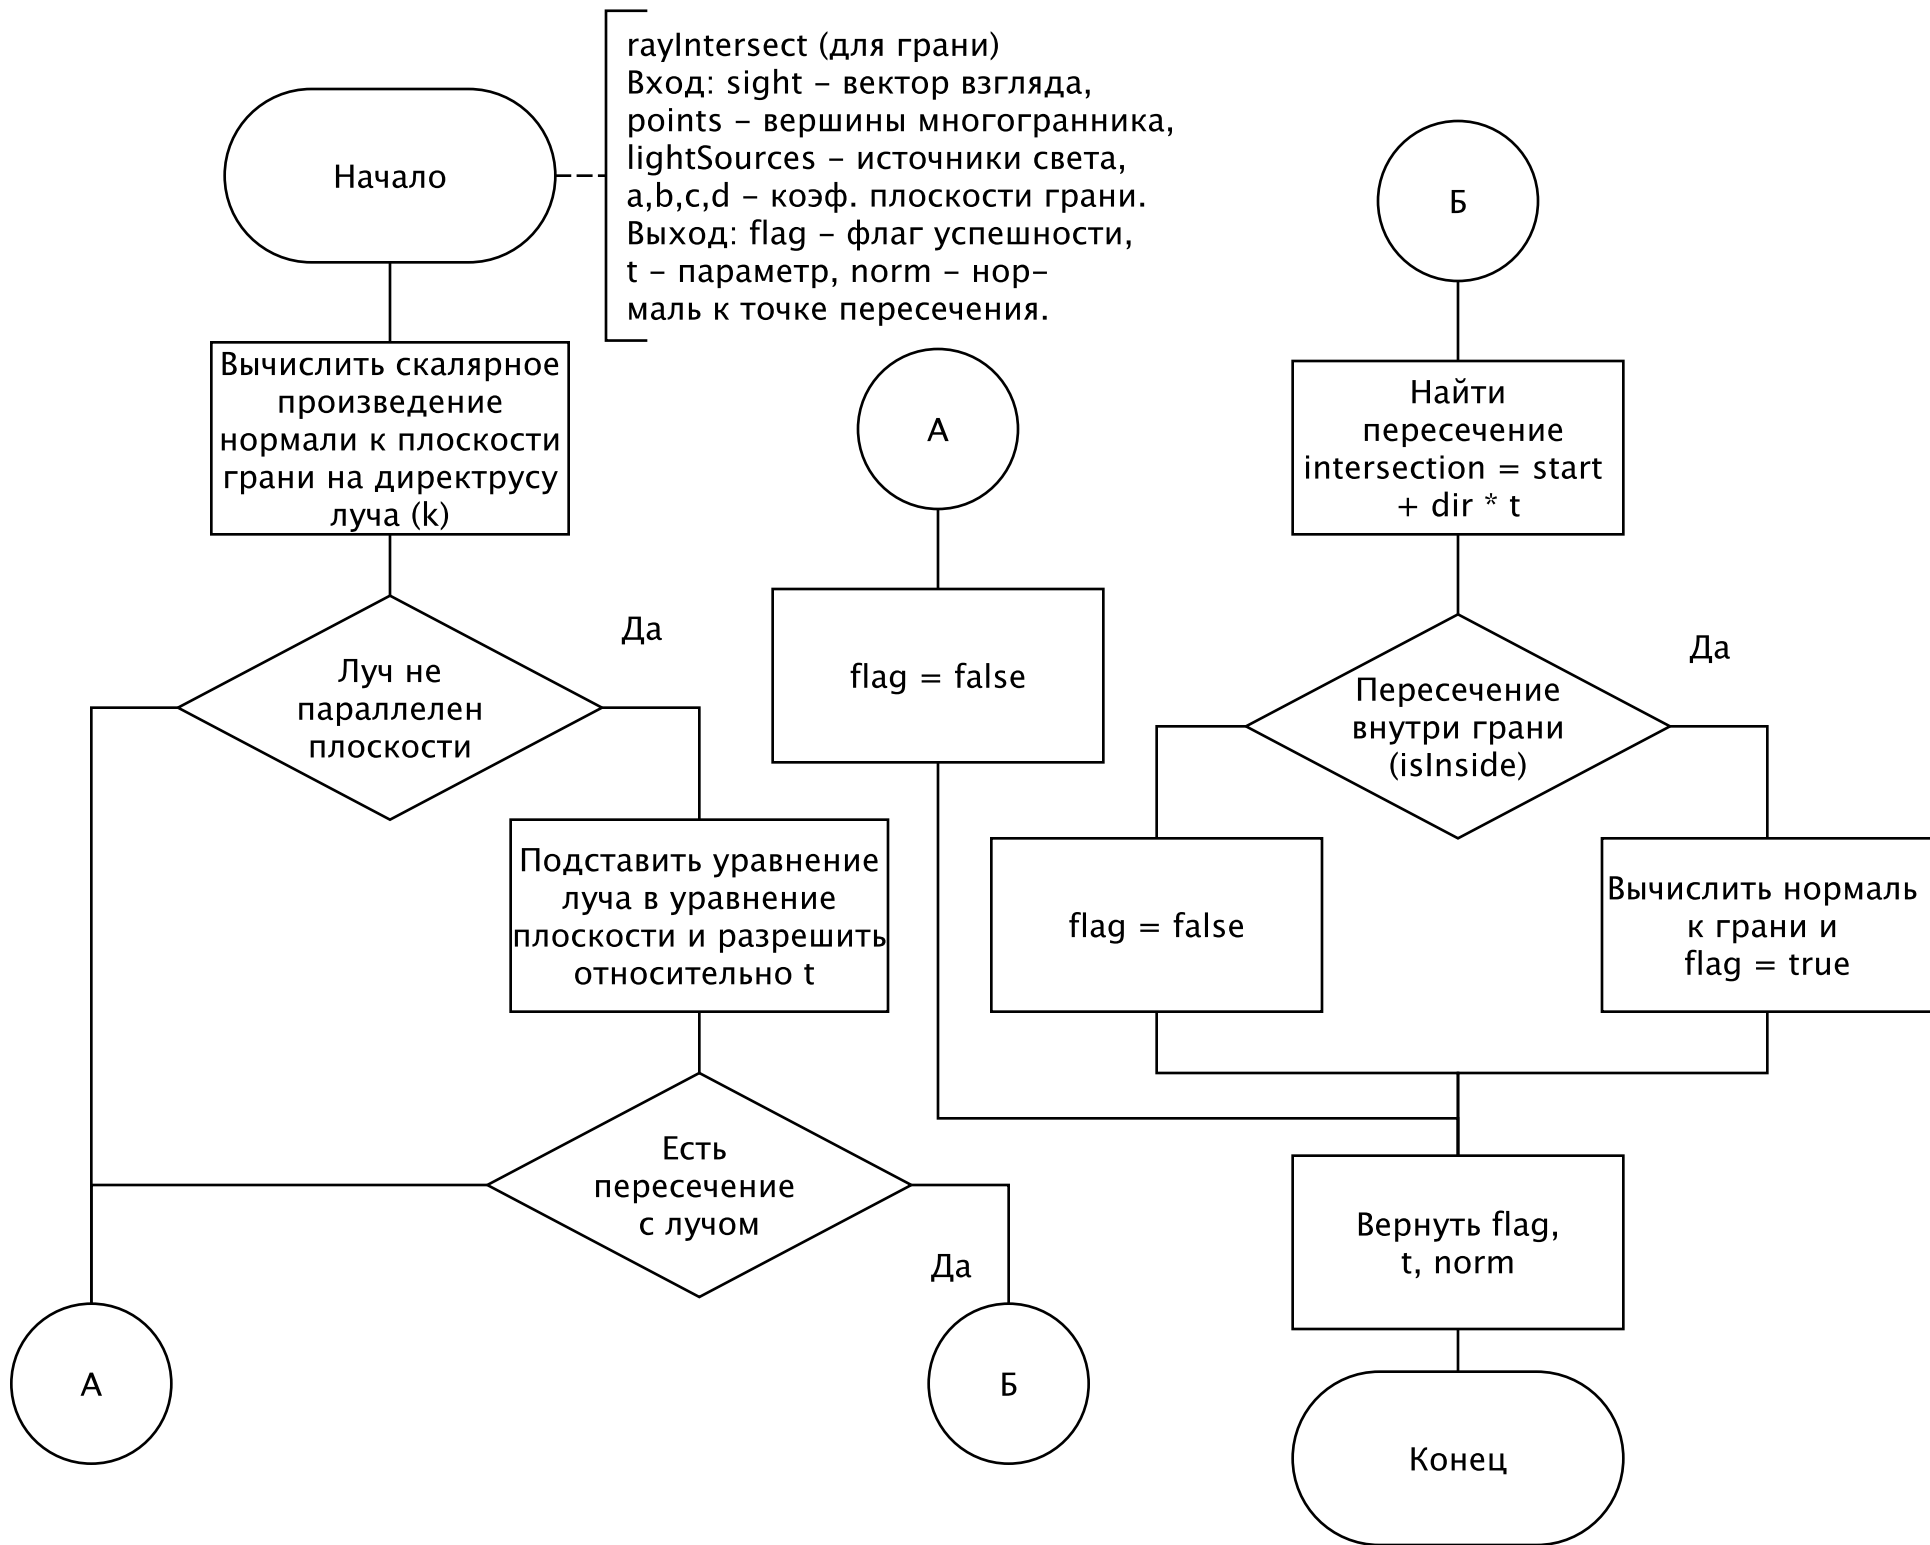 rayIntersect (для грани)
Вход: sight – вектор взгляда,
points – вершины многогранника,
lightSources – источники света,
a,b,c,d – коэф. плоскости грани.
Выход: flag – флаг успешности,
t – параметр, norm – нор–
маль к точке пересечения.
Начало
Вычислить скалярное
произведение
нормали к плоскости
грани на директрусу
луча (k)
Луч не
параллелен
плоскости
Да
Подставить уравнение
луча в уравнение
плоскости и разрешить
относительно t
Есть
пересечение
с лучом
Да
А
Б
А
flag = false
Б
Найти
пересечение
intersection = start
+ dir * t
Пересечение
внутри грани
(isInside)
Да
flag = false
Вычислить нормаль
к грани и
flag = true
Вернуть flag,
t, norm
Конец